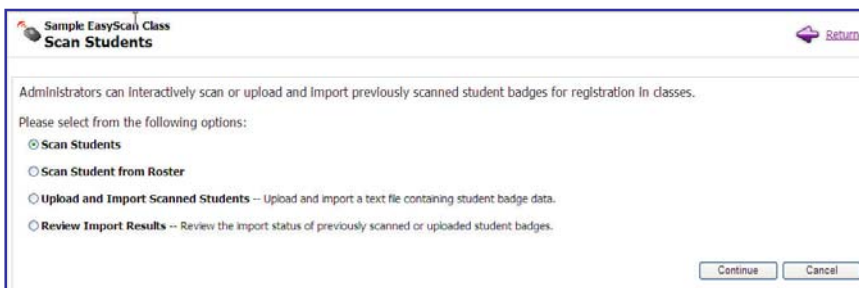 Sample EasyScan Class
Scan Students
Return
Administrators can interactively scan or upload and import previously scanned student badges for registration in classes.
Please select from the following options:
Scan Students
Scan Student from Roster
Upload and Import Scanned Students -- Upload and import a text file containing student badge data.
Review Import Results -- Review the import status of previously scanned or uploaded student badges.
Continue Cancel